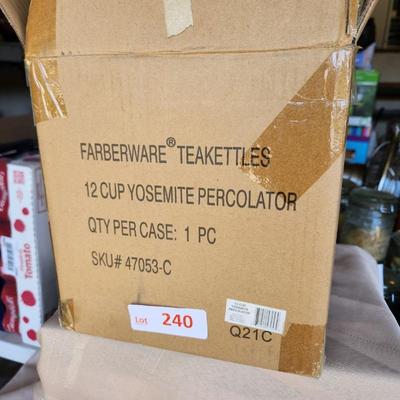 FARBERWARE® TEAKETTLES
12 CUP YOSEMITE PERCOLATOR
QTY PER CASE: 1 PC
SKU# 47053-C
Lot 240
Q21C
Tomato